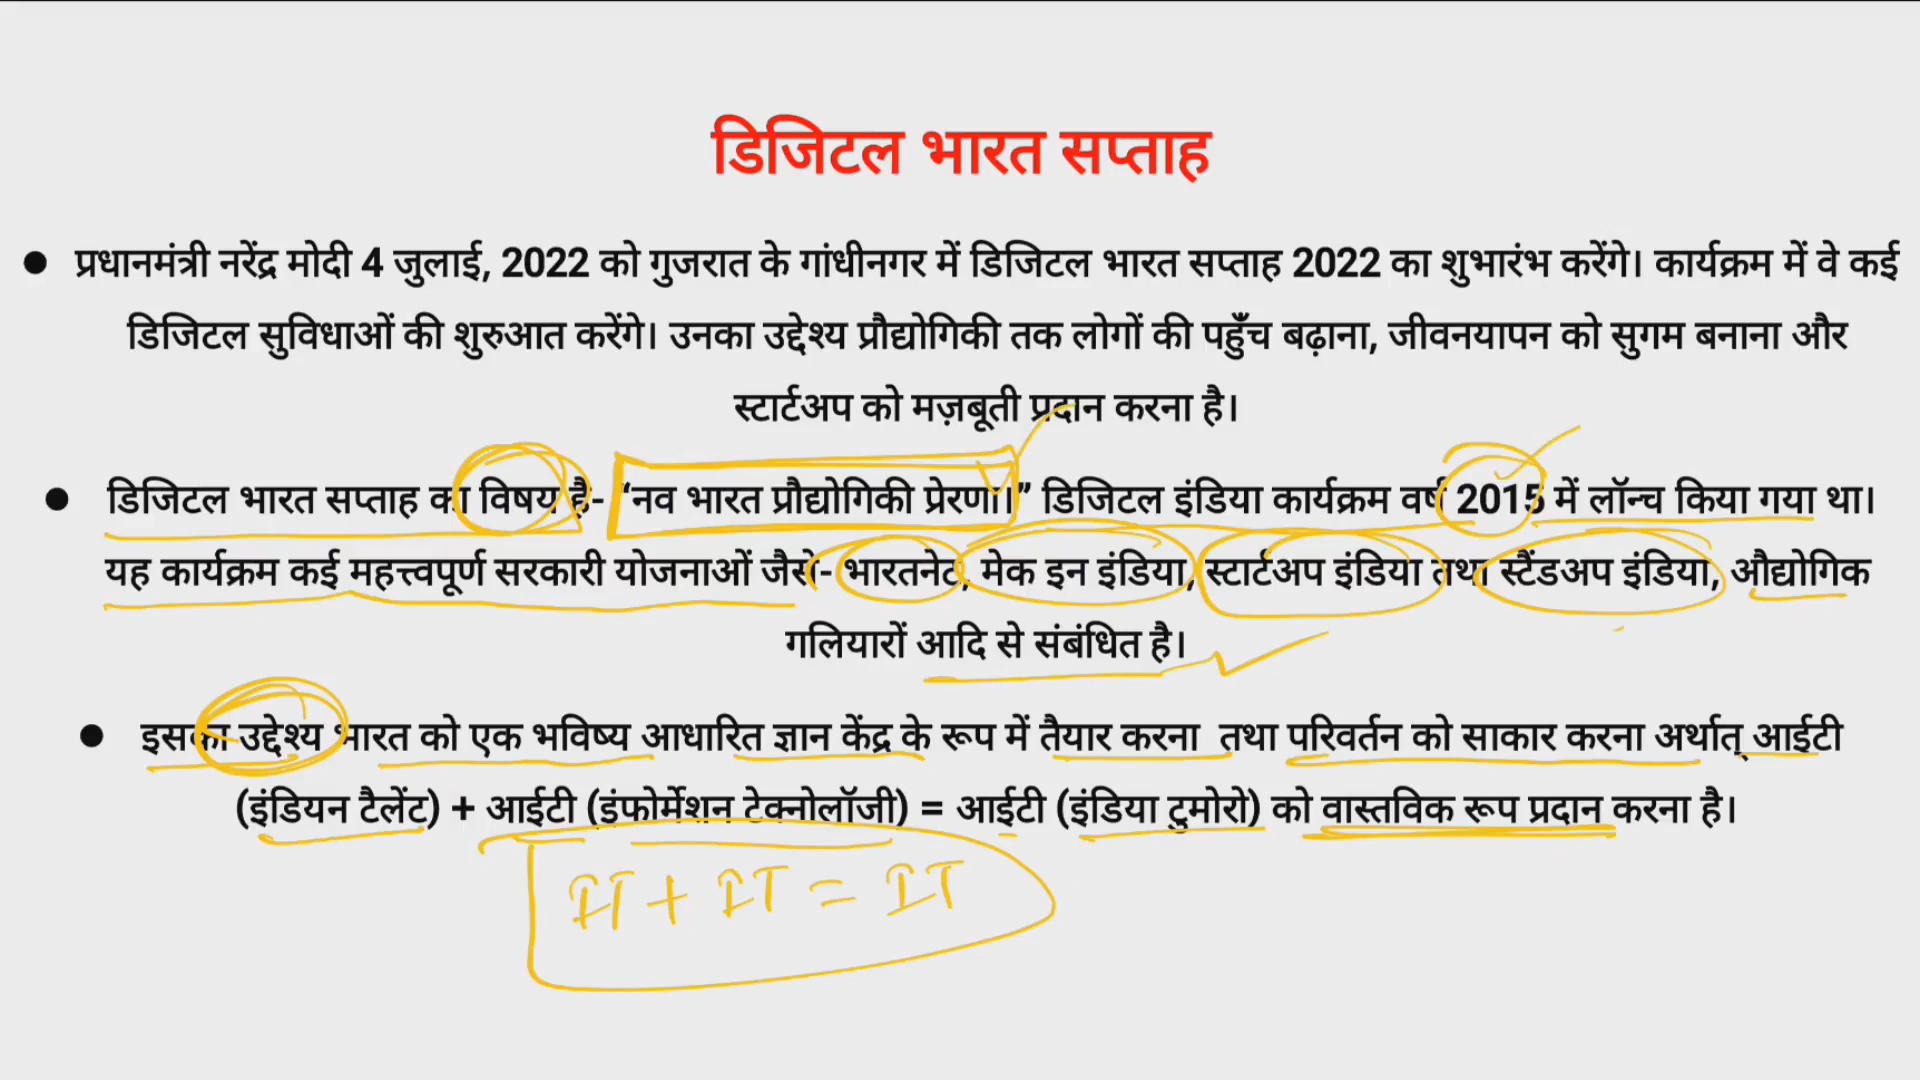 डिजिटल भारत सप्ताह
● प्रधानमंत्री नरेंद्र मोदी 4 जुलाई, 2022 को गुजरात के गांधीनगर में डिजिटल भारत सप्ताह 2022 का शुभारंभ करेंगे। कार्यक्रम में वे कई
डिजिटल सुविधाओं की शुरुआत करेंगे। उनका उद्देश्य प्रौद्योगिकी तक लोगों की पहुँच बढ़ाना, जीवनयापन को सुगम बनाना और
स्टार्टअप को मज़बूती प्रदान करना है।
● डिजिटल भारत सप्ताह का विषय है- “नव भारत प्रौद्योगिकी प्रेरणा।” डिजिटल इंडिया कार्यक्रम वर्ष 2015 में लॉन्च किया गया था।
यह कार्यक्रम कई महत्त्वपूर्ण सरकारी योजनाओं जैसे- भारतनेट, मेक इन इंडिया, स्टार्टअप इंडिया तथा स्टैंडअप इंडिया, औद्योगिक
गलियारों आदि से संबंधित है।
● इसका उद्देश्य भारत को एक भविष्य आधारित ज्ञान केंद्र के रूप में तैयार करना तथा परिवर्तन को साकार करना अर्थात् आईटी
(इंडियन टैलेंट) + आईटी (इंफोर्मेशन टेक्नोलॉजी) = आईटी (इंडिया टुमोरो) को वास्तविक रूप प्रदान करना है।
IT + IT = IT